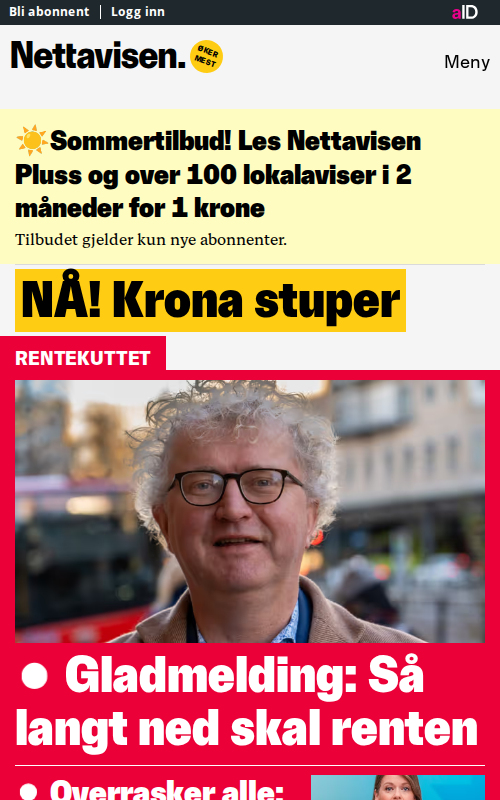 Bli abonnent
Logg inn
aID
Nettavisen.
ØKER
MEST
Meny
☀️Sommertilbud! Les Nettavisen
Pluss og over 100 lokalaviser i 2
måneder for 1 krone
Tilbudet gjelder kun nye abonnenter.
NÅ! Krona stuper
RENTEKUTTET
● Gladmelding: Så
langt ned skal renten
● Overrasker alle: